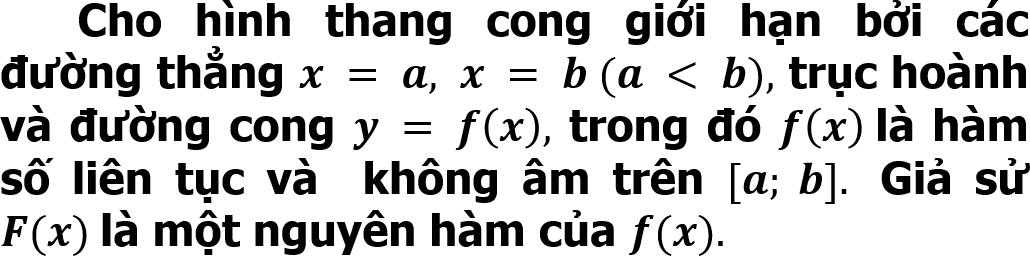 Cho hình thang cong giới hạn bởi các
đường thẳng x = a, x = b (a < b), trục hoành
và đường cong y = f(x), trong đó f(x) là hàm
số liên tục và không âm trên [a; b]. Giả sử
F(x) là một nguyên hàm của f(x).